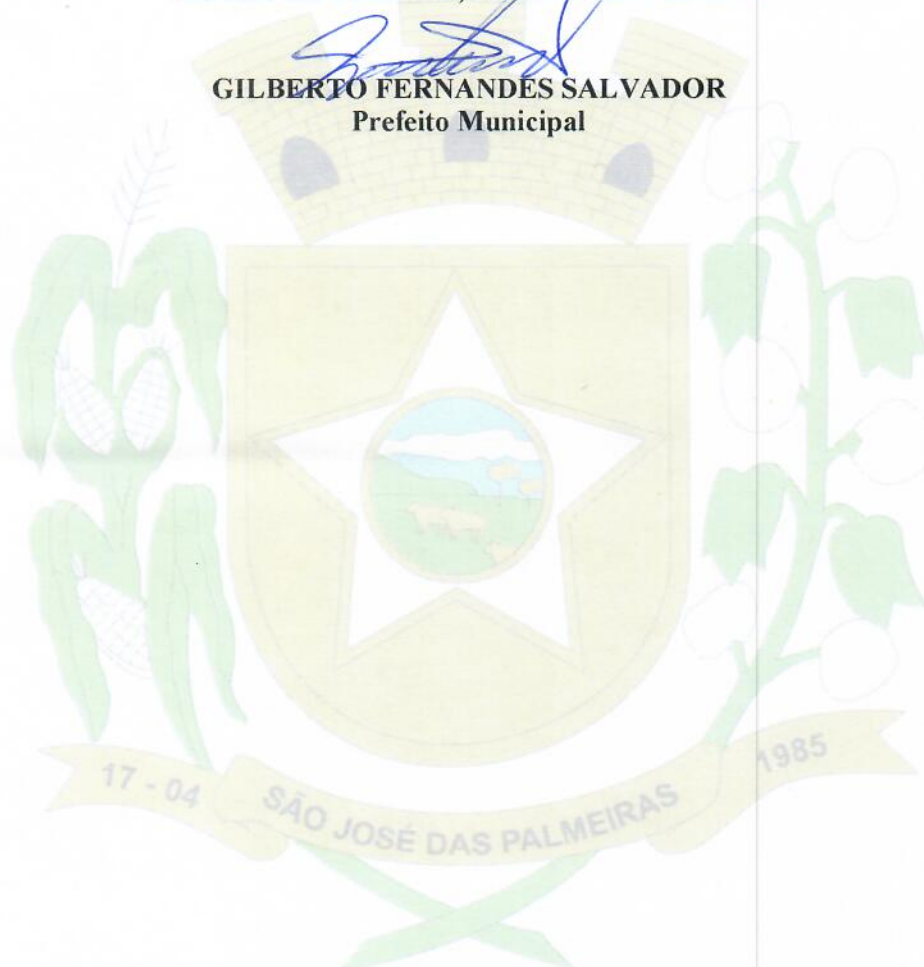 GILBERTO FERNANDES SALVADOR
Prefeito Municipal
17 - 04
SÃO JOSÉ DAS PALMEIRAS
1985